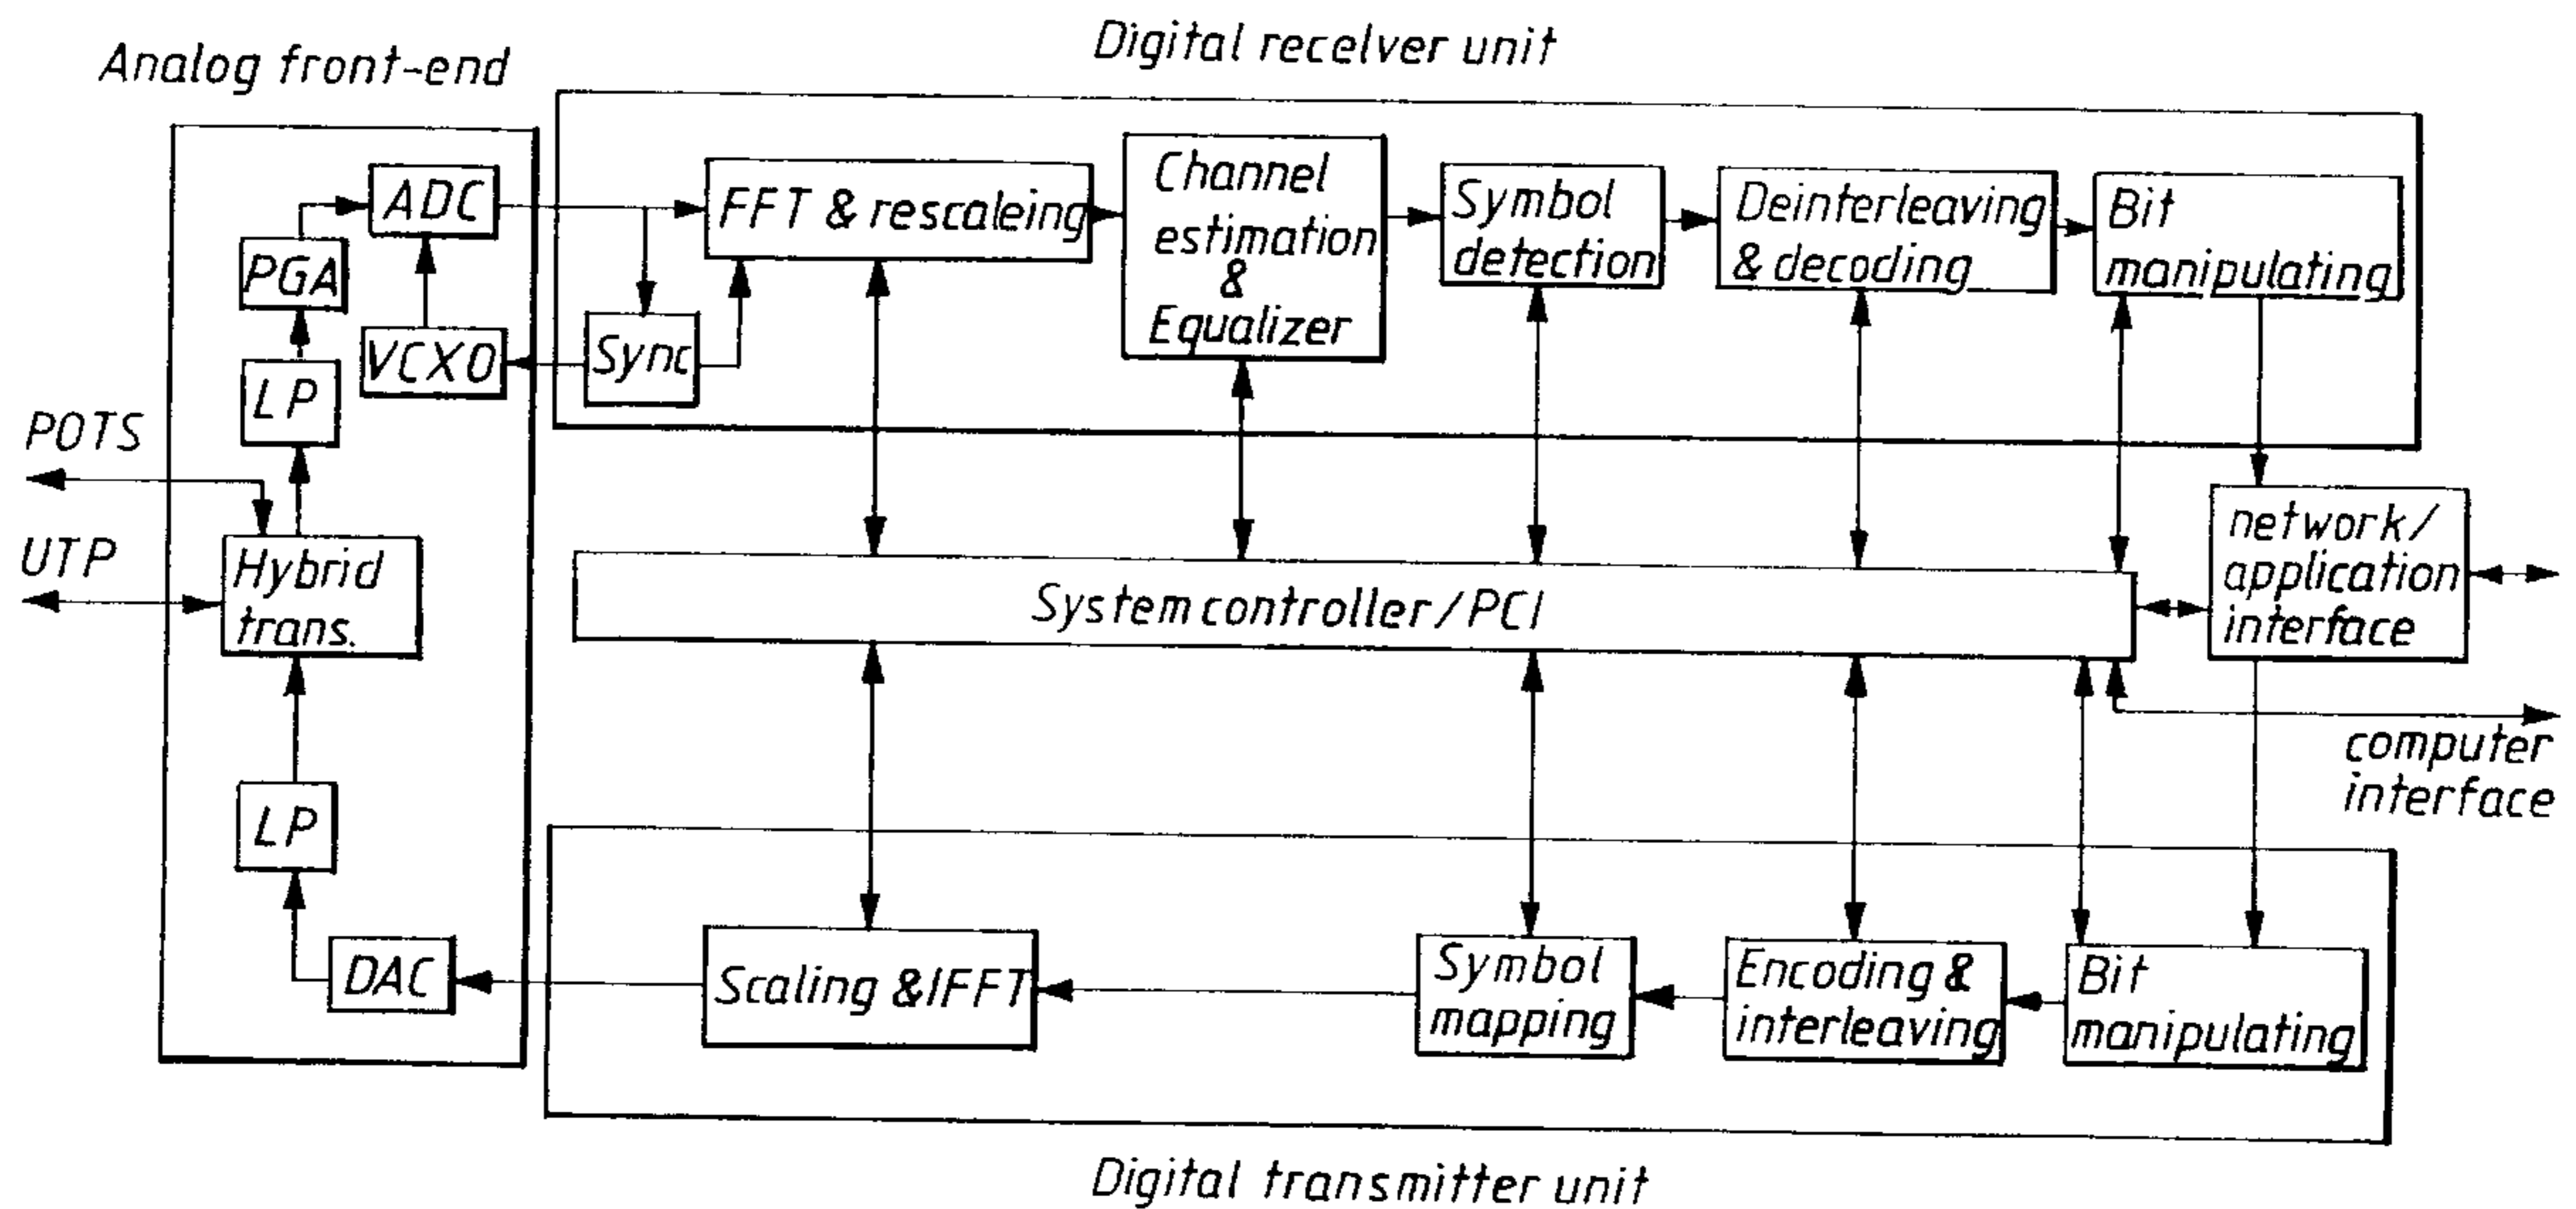 Digital recelver unit
Analog front-end
ADC
PGA
VCXO
LP
POTS
UTP
Hybrid
trans.
LP
DAC
FFT & rescaleing
Sync
Channel
estimation
&
Equalizer
Symbol
detection
Deinterleaving
& decoding
Bit
manipulating
network/
application
interface
System controller/PCI
computer
interface
Scaling &IFFT
Symbol
mapping
Encoding &
interleaving
Bit
manipulating
Digital transmitter unit